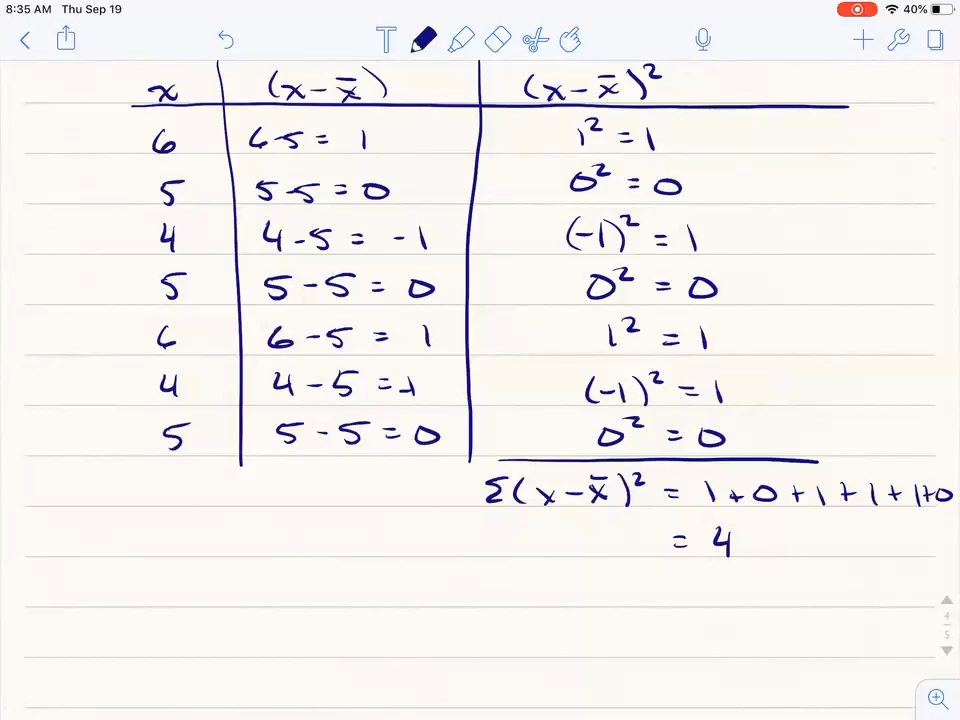 8:35 AM Thu Sep 19 40%
T
x (x-x̄) (x-x̄)²
6 6-5 = 1 1² = 1
5 5-5 = 0 0² = 0
4 4-5 = -1 (-1)² = 1
5 5-5 = 0 0² = 0
6 6-5 = 1 1² = 1
4 4-5 = -1 (-1)² = 1
5 5-5 = 0 0² = 0
Σ(x-x̄)² = 1+0+1+1+1+0
= 4
4
5